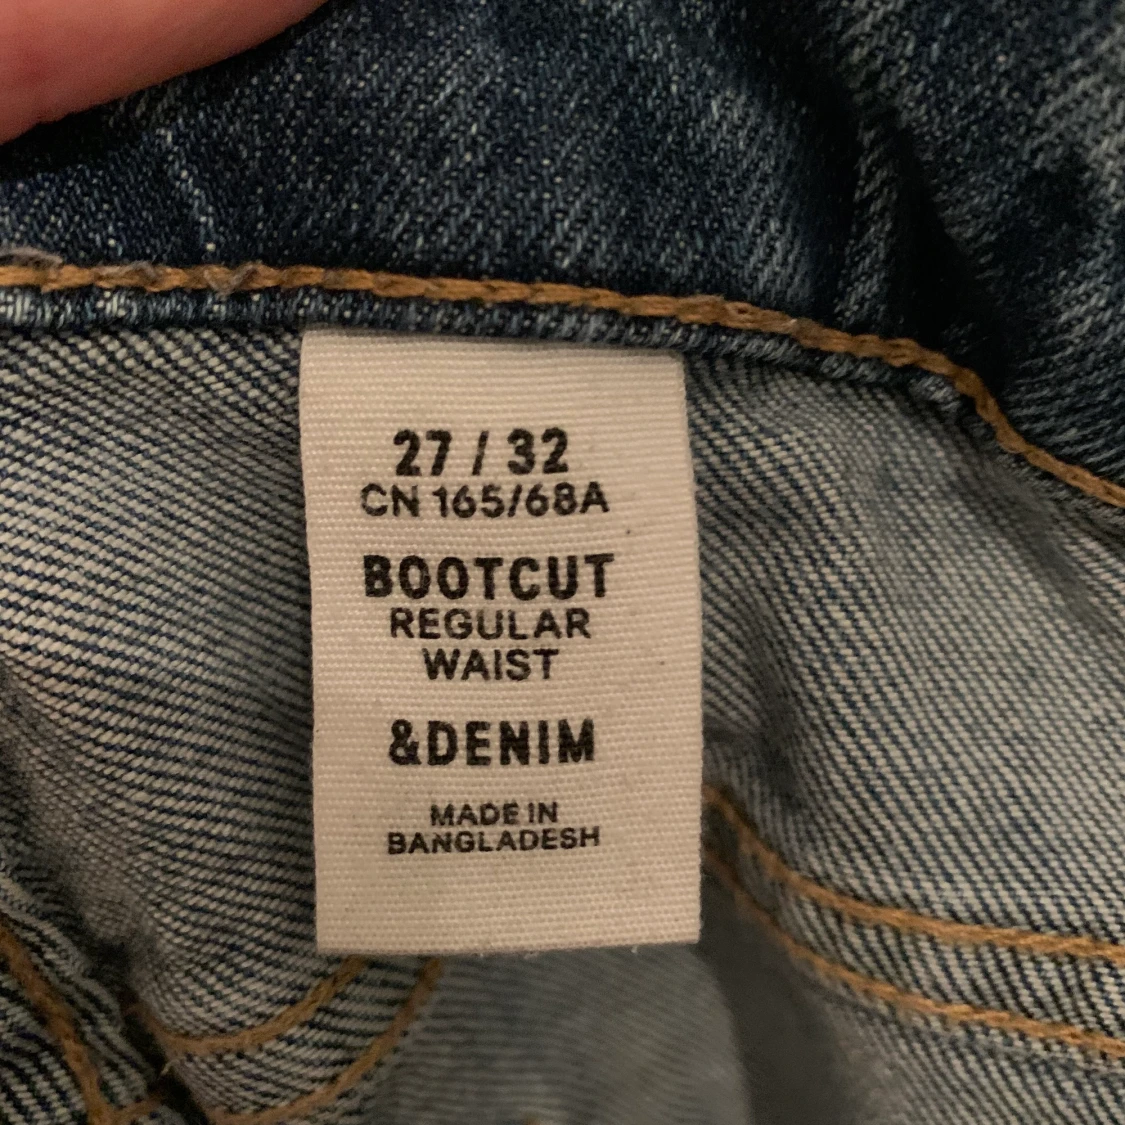 27 / 32
CN 165/68A
BOOTCUT
REGULAR
WAIST
&DENIM
MADE IN
BANGLADESH